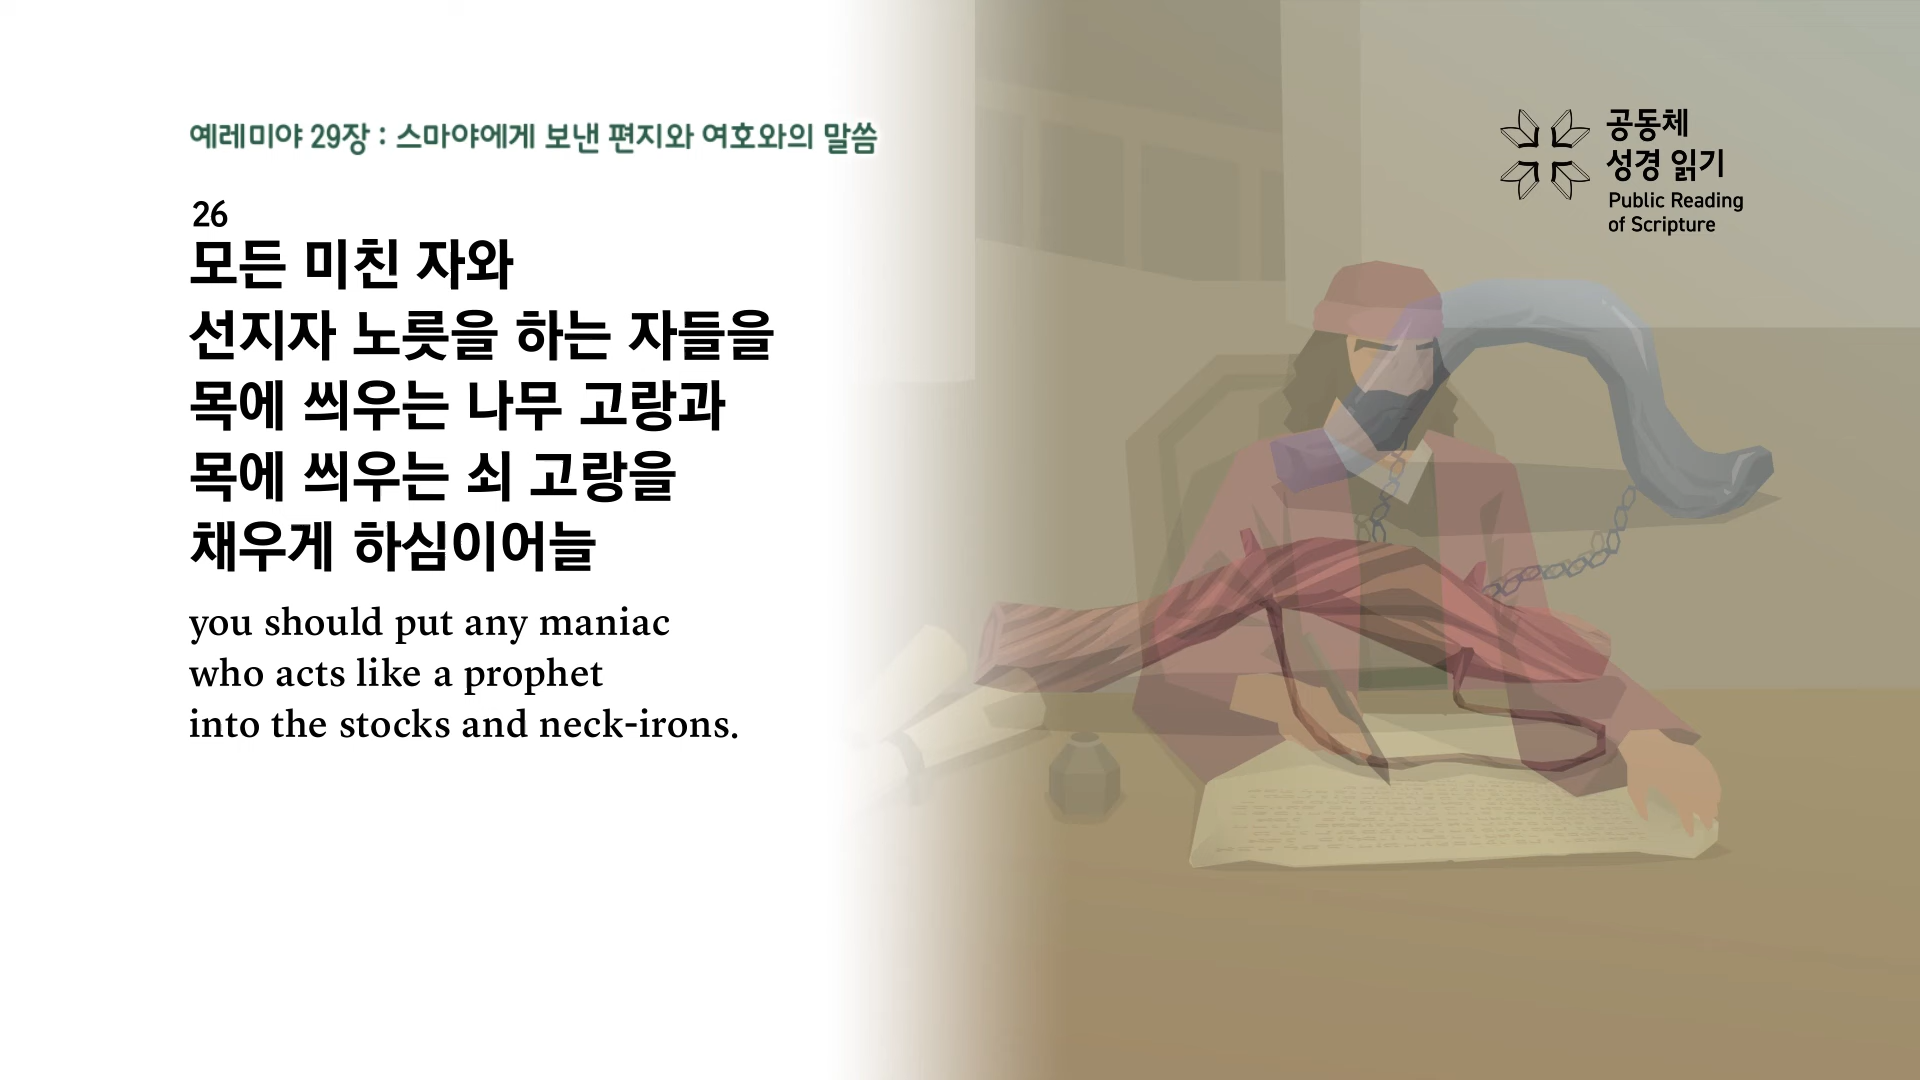 예레미야 29장 : 스마야에게 보낸 편지와 여호와의 말씀
공동체
성경 읽기
Public Reading
of Scripture
26
모든 미친 자와
선지자 노릇을 하는 자들을
목에 씌우는 나무 고랑과
목에 씌우는 쇠 고랑을
채우게 하심이어늘
you should put any maniac
who acts like a prophet
into the stocks and neck-irons.